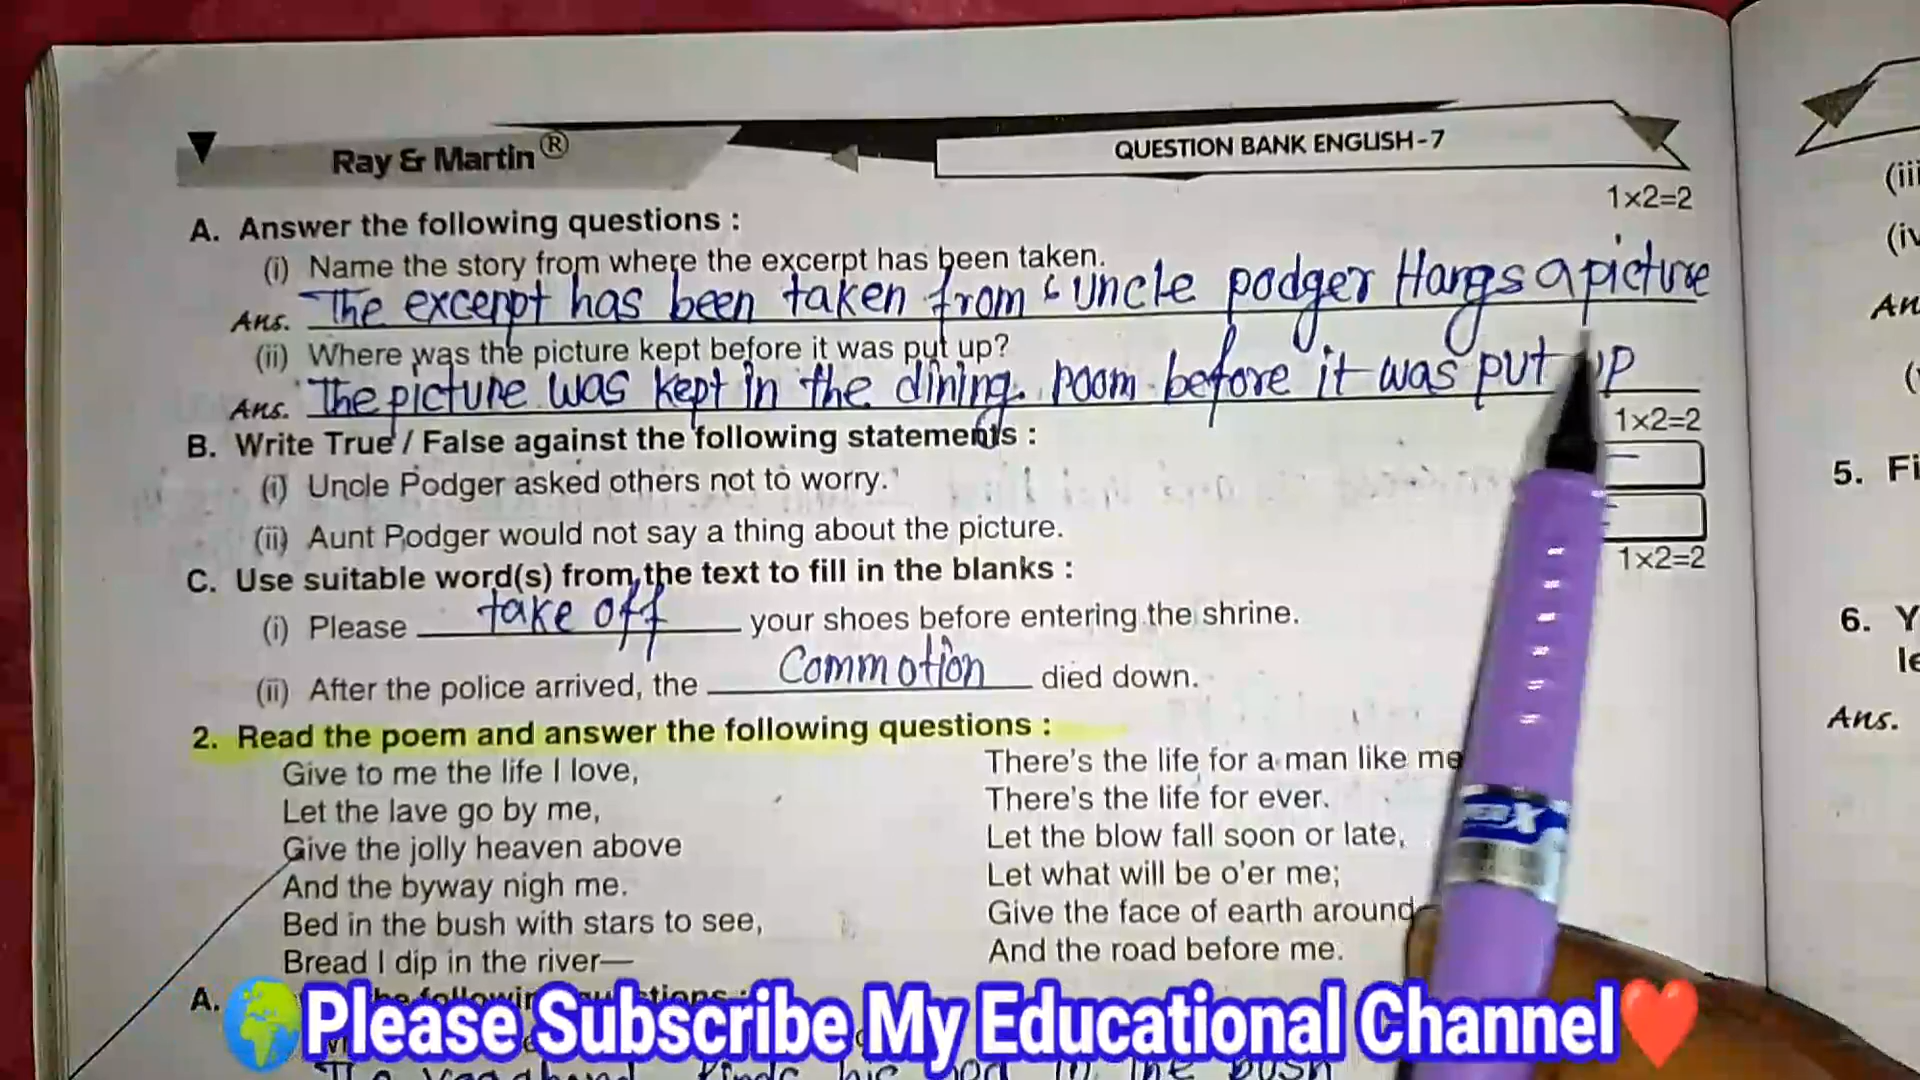 Ray & Martin®
QUESTION BANK ENGLISH-7
1×2=2
A. Answer the following questions :
(i) Name the story from where the excerpt has been taken.
Ans. The excerpt has been taken from 'Uncle podger Hangs a picture
(ii) Where was the picture kept before it was put up?
Ans. The picture was kept in the dining room before it was put up
1×2=2
B. Write True / False against the following statements :
(i) Uncle Podger asked others not to worry.
(ii) Aunt Podger would not say a thing about the picture.
1×2=2
C. Use suitable word(s) from the text to fill in the blanks :
(i) Please take off your shoes before entering the shrine.
(ii) After the police arrived, the Commotion died down.
2. Read the poem and answer the following questions :
Give to me the life I love,
Let the lave go by me,
Give the jolly heaven above
And the byway nigh me.
Bed in the bush with stars to see,
Bread I dip in the river—
There's the life for a man like me
There's the life for ever.
Let the blow fall soon or late,
Let what will be o'er me;
Give the face of earth around
And the road before me.
A.
Please Subscribe My Educational Channel
bush
(iii
(iv
An
5. Fi
6. Y
le
Ans.